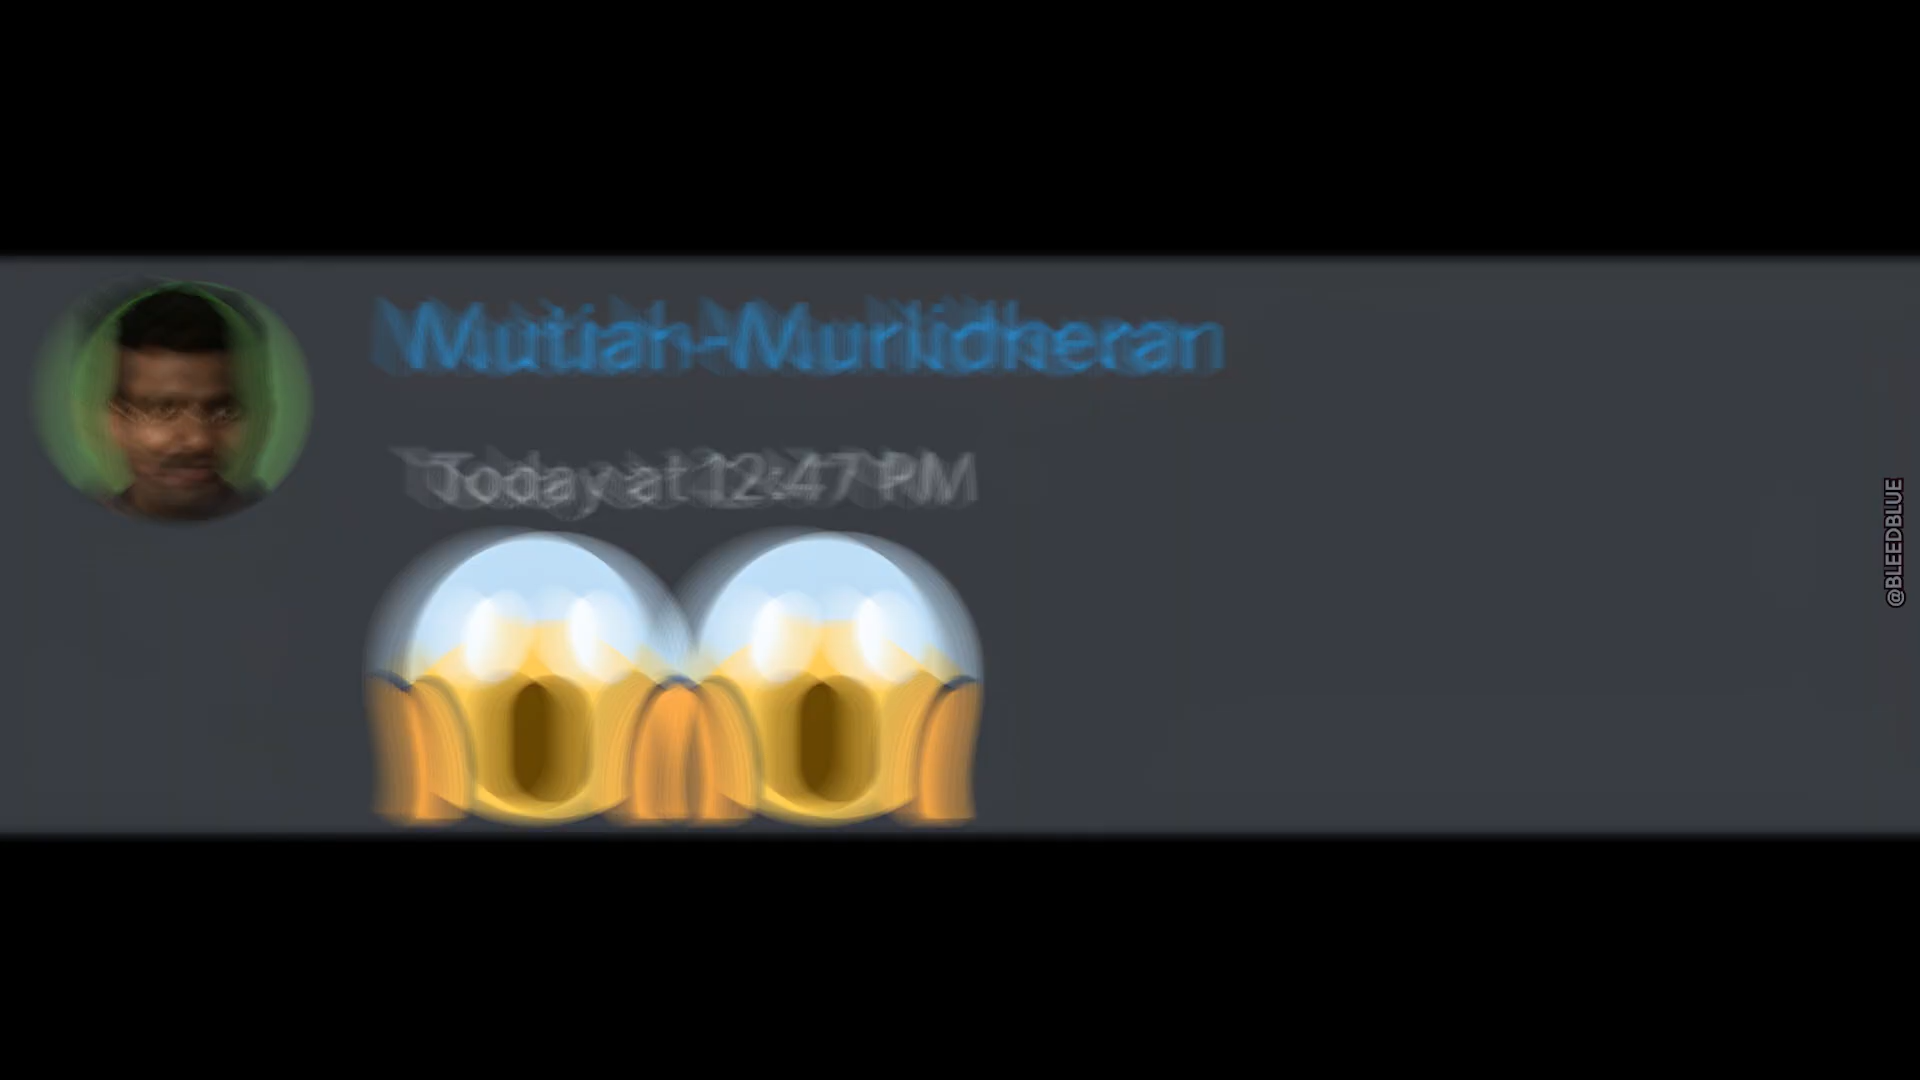 Mutiah-Murlidheran
Today at 12:47 PM
😱😱
@BLEEDBLUE